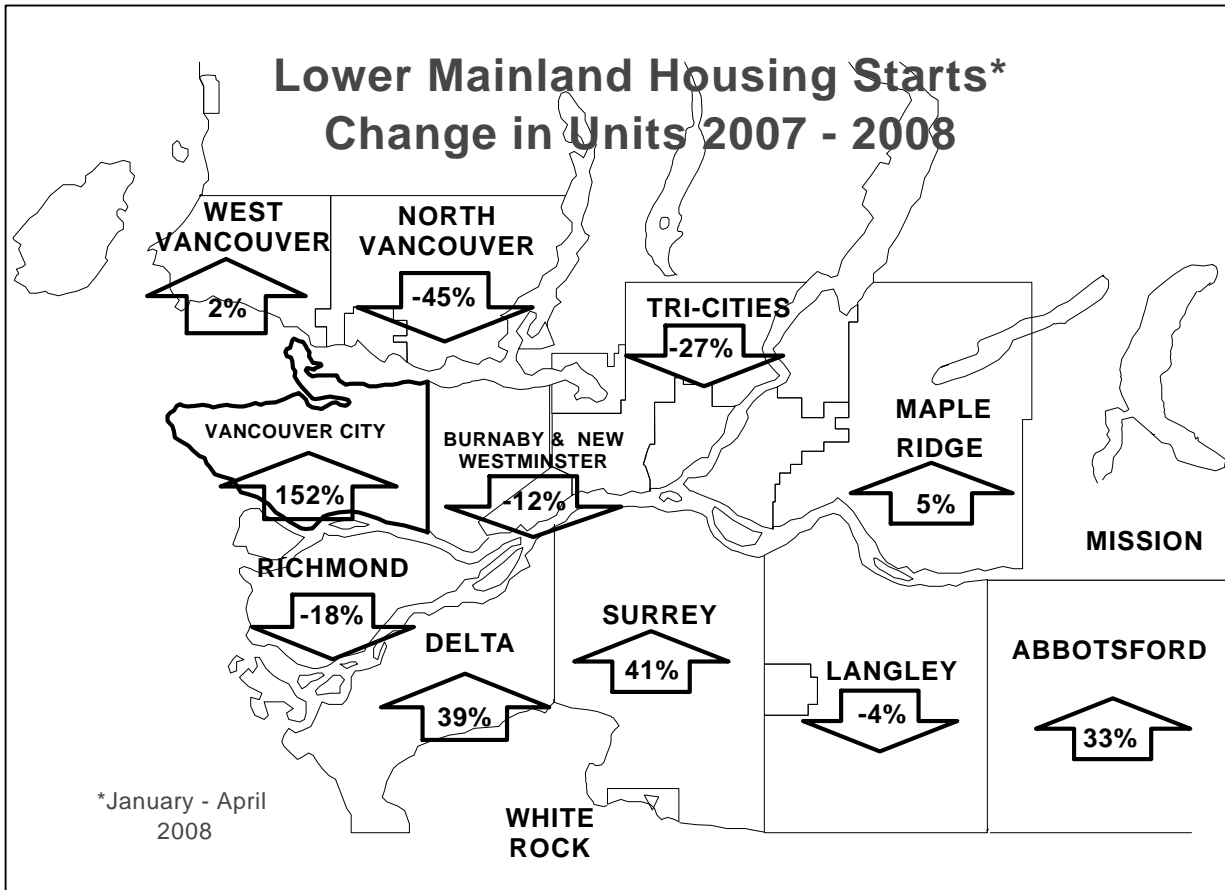 Lower Mainland Housing Starts*
Change in Units 2007 - 2008
WEST
VANCOUVER
2%
NORTH
VANCOUVER
-45%
TRI-CITIES
-27%
VANCOUVER CITY
152%
BURNABY & NEW
WESTMINSTER
-12%
MAPLE
RIDGE
5%
MISSION
RICHMOND
-18%
DELTA
39%
SURREY
41%
LANGLEY
-4%
ABBOTSFORD
33%
*January - April
2008
WHITE
ROCK